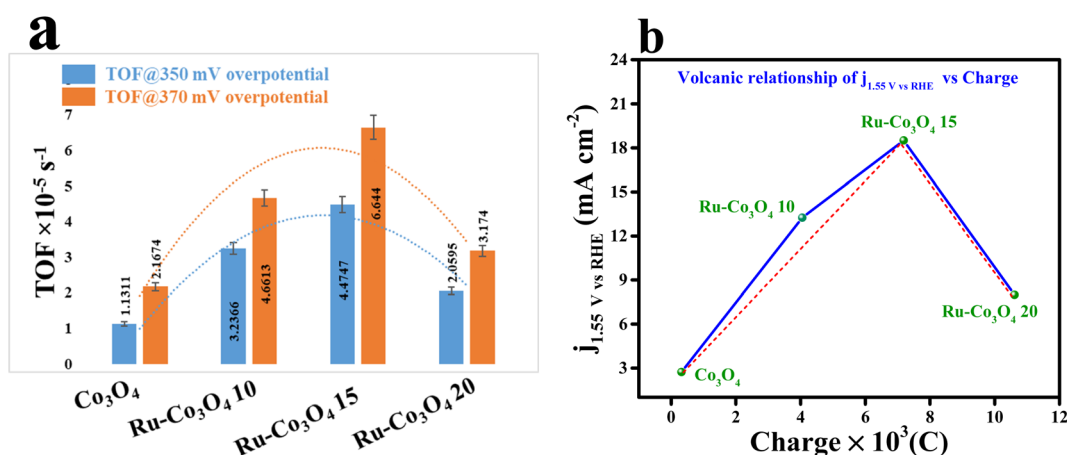 a
TOF@350 mV overpotential
TOF@370 mV overpotential
TOF ×10⁻⁵ s⁻¹
7
6
5
4
3
2
1
0
1.1311
2.1674
3.2366
4.6613
4.4747
6.644
2.0595
3.174
Co₃O₄
Ru-Co₃O₄ 10
Ru-Co₃O₄ 15
Ru-Co₃O₄ 20
b
Volcanic relationship of j₁.₅₅ V vs RHE vs Charge
j₁.₅₅ V vs RHE (mA cm⁻²)
24
21
18
15
12
9
6
3
Ru-Co₃O₄ 15
Ru-Co₃O₄ 10
Ru-Co₃O₄ 20
Co₃O₄
0 2 4 6 8 10 12
Charge × 10³(C)